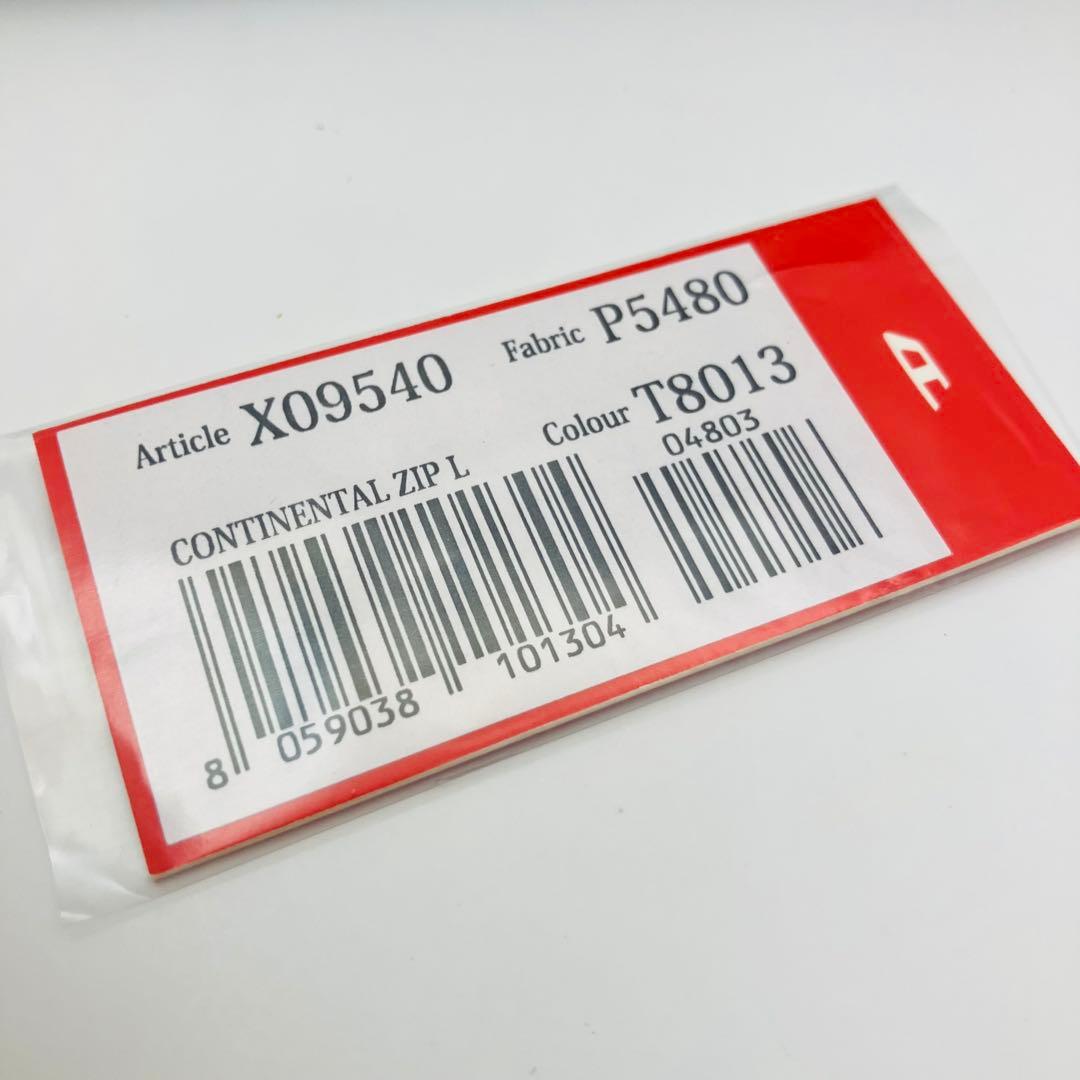 Article X09540 Fabric P5480
CONTINENTAL ZIP L Colour T8013
04803
8 059038 101304